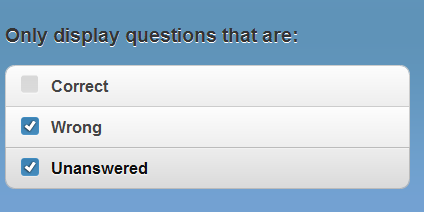 Only display questions that are:
Correct
Wrong
Unanswered